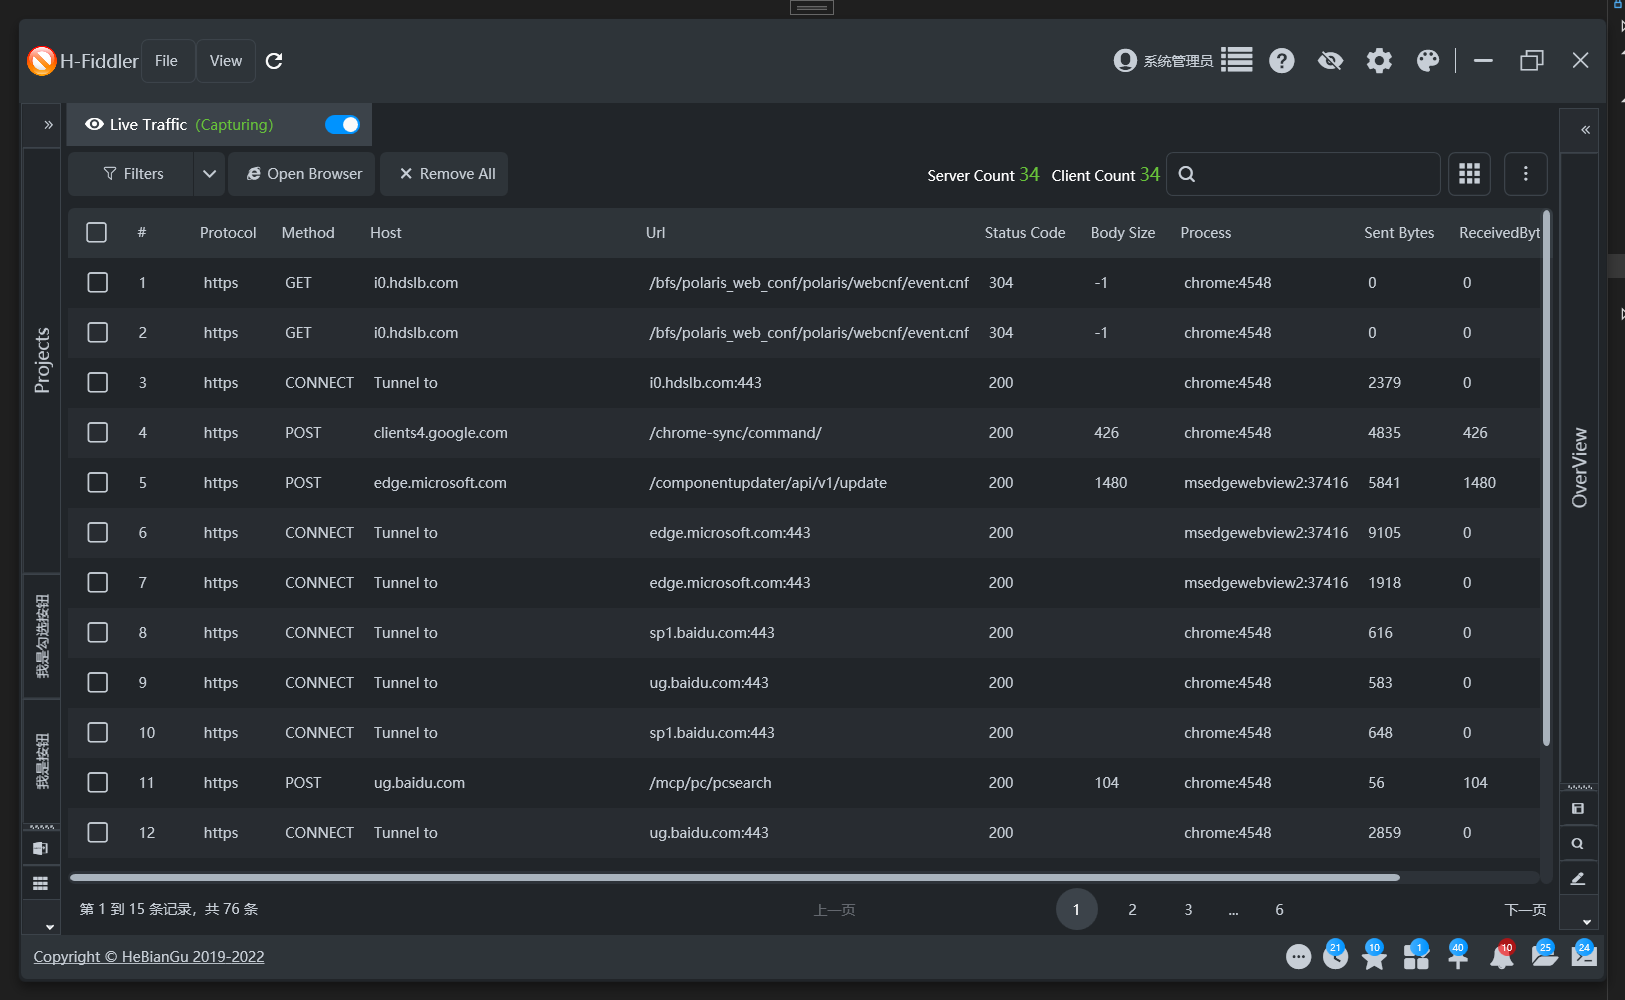 H-Fiddler File View 系统管理员
Live Traffic (Capturing)
Filters Open Browser Remove All Server Count 34 Client Count 34
# Protocol Method Host Url Status Code Body Size Process Sent Bytes ReceivedByt
1 https GET i0.hdslb.com /bfs/polaris_web_conf/polaris/webcnf/event.cnf 304 -1 chrome:4548 0 0
2 https GET i0.hdslb.com /bfs/polaris_web_conf/polaris/webcnf/event.cnf 304 -1 chrome:4548 0 0
3 https CONNECT Tunnel to i0.hdslb.com:443 200 chrome:4548 2379 0
4 https POST clients4.google.com /chrome-sync/command/ 200 426 chrome:4548 4835 426
5 https POST edge.microsoft.com /componentupdater/api/v1/update 200 1480 msedgewebview2:37416 5841 1480
6 https CONNECT Tunnel to edge.microsoft.com:443 200 msedgewebview2:37416 9105 0
7 https CONNECT Tunnel to edge.microsoft.com:443 200 msedgewebview2:37416 1918 0
8 https CONNECT Tunnel to sp1.baidu.com:443 200 chrome:4548 616 0
9 https CONNECT Tunnel to ug.baidu.com:443 200 chrome:4548 583 0
10 https CONNECT Tunnel to sp1.baidu.com:443 200 chrome:4548 648 0
11 https POST ug.baidu.com /mcp/pc/pcsearch 200 104 chrome:4548 56 104
12 https CONNECT Tunnel to ug.baidu.com:443 200 chrome:4548 2859 0
Projects
我是勾选按钮
我是按钮
OverView
第 1 到 15 条记录，共 76 条 上一页 1 2 3 ... 6 下一页
Copyright © HeBianGu 2019-2022 21 10 1 40 10 25 24